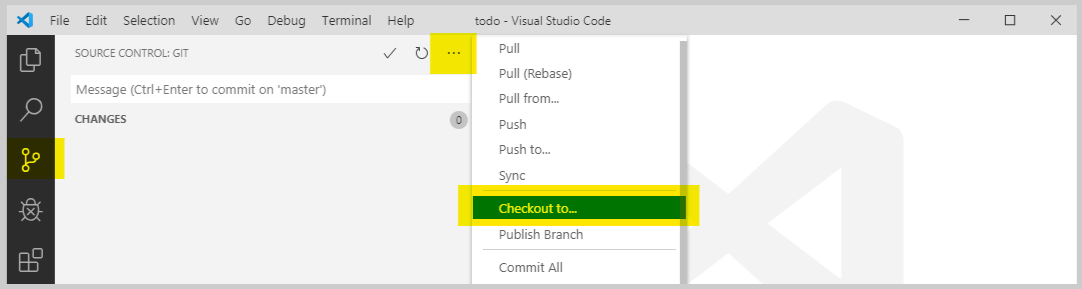 File Edit Selection View Go Debug Terminal Help todo - Visual Studio Code
SOURCE CONTROL: GIT
Message (Ctrl+Enter to commit on 'master')
CHANGES 0
Pull
Pull (Rebase)
Pull from...
Push
Push to...
Sync
Checkout to...
Publish Branch
Commit All